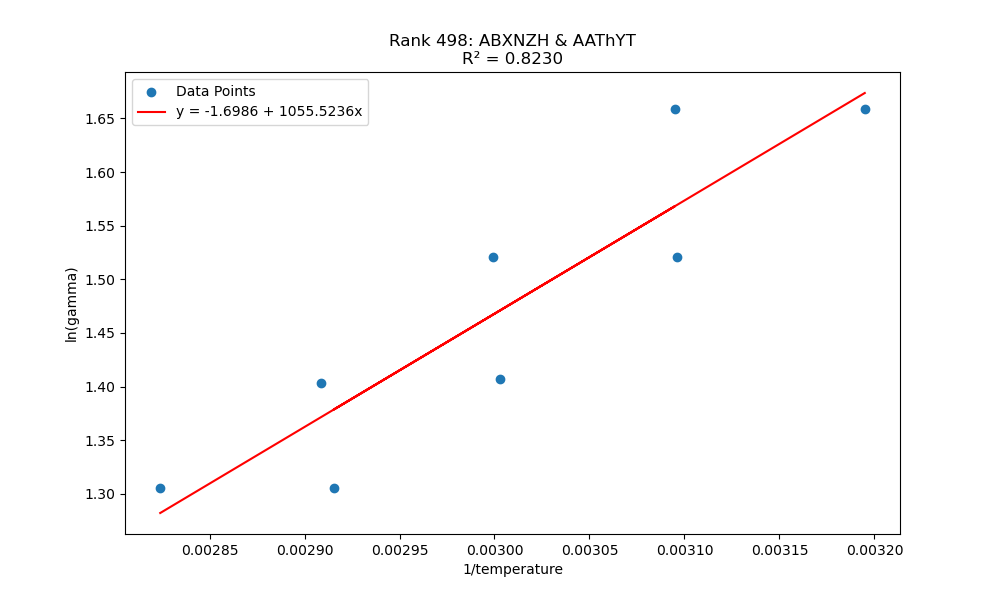 Rank 498: ABXNZH & AAThYT
R² = 0.8230
Data Points
y = -1.6986 + 1055.5236x
ln(gamma)
1.65
1.60
1.55
1.50
1.45
1.40
1.35
1.30
0.00285
0.00290
0.00295
0.00300
0.00305
0.00310
0.00315
0.00320
1/temperature